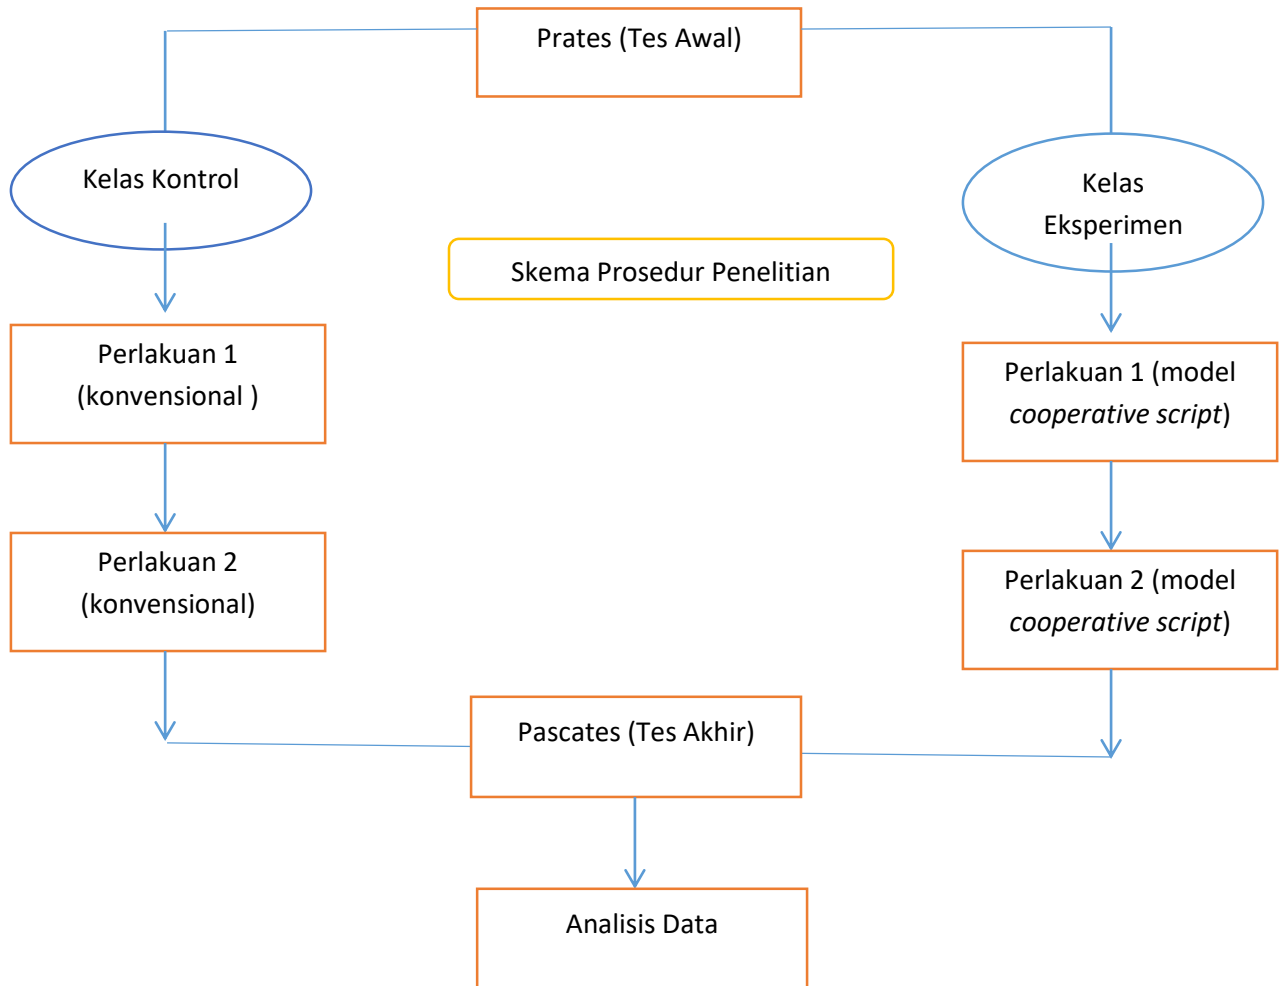 Prates (Tes Awal)
Kelas Kontrol
Kelas
Eksperimen
Skema Prosedur Penelitian
Perlakuan 1
(konvensional )
Perlakuan 1 (model
cooperative script)
Perlakuan 2
(konvensional)
Perlakuan 2 (model
cooperative script)
Pascates (Tes Akhir)
Analisis Data